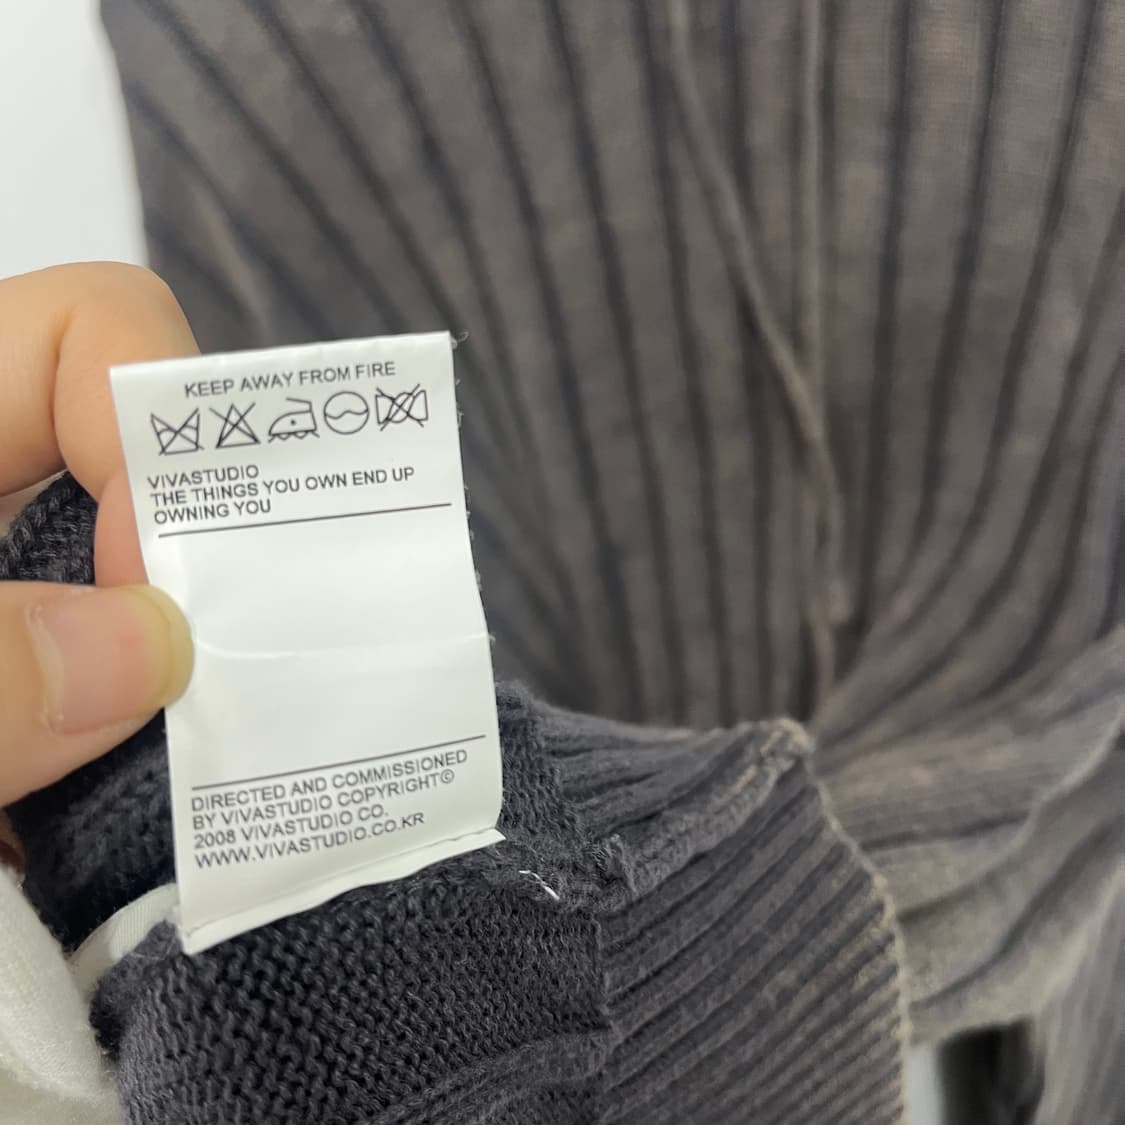 KEEP AWAY FROM FIRE
VIVASTUDIO
THE THINGS YOU OWN END UP
OWNING YOU
DIRECTED AND COMMISSIONED
BY VIVASTUDIO COPYRIGHT©
2008 VIVASTUDIO CO.
WWW.VIVASTUDIO.CO.KR